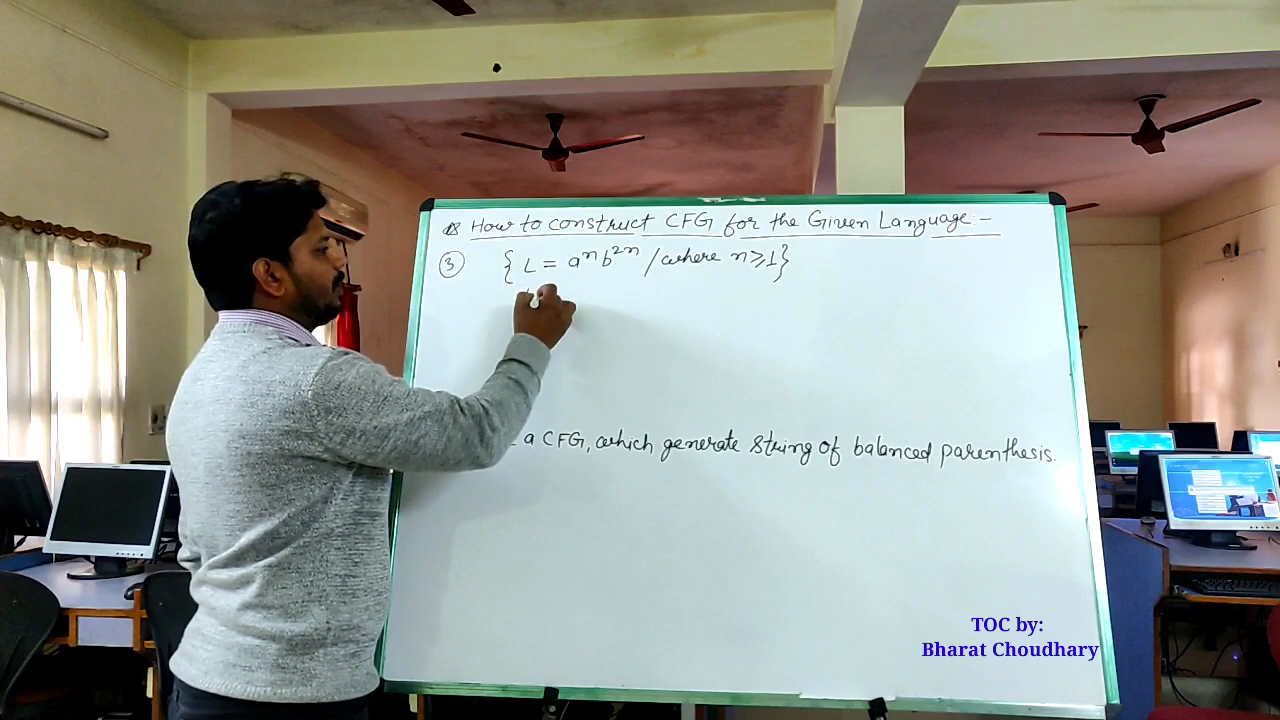 * How to construct CFG for the Given Language:-
③ { L = aⁿb²ⁿ / where n≥1}
a CFG, which generate string of balanced parenthesis.
TOC by:
Bharat Choudhary